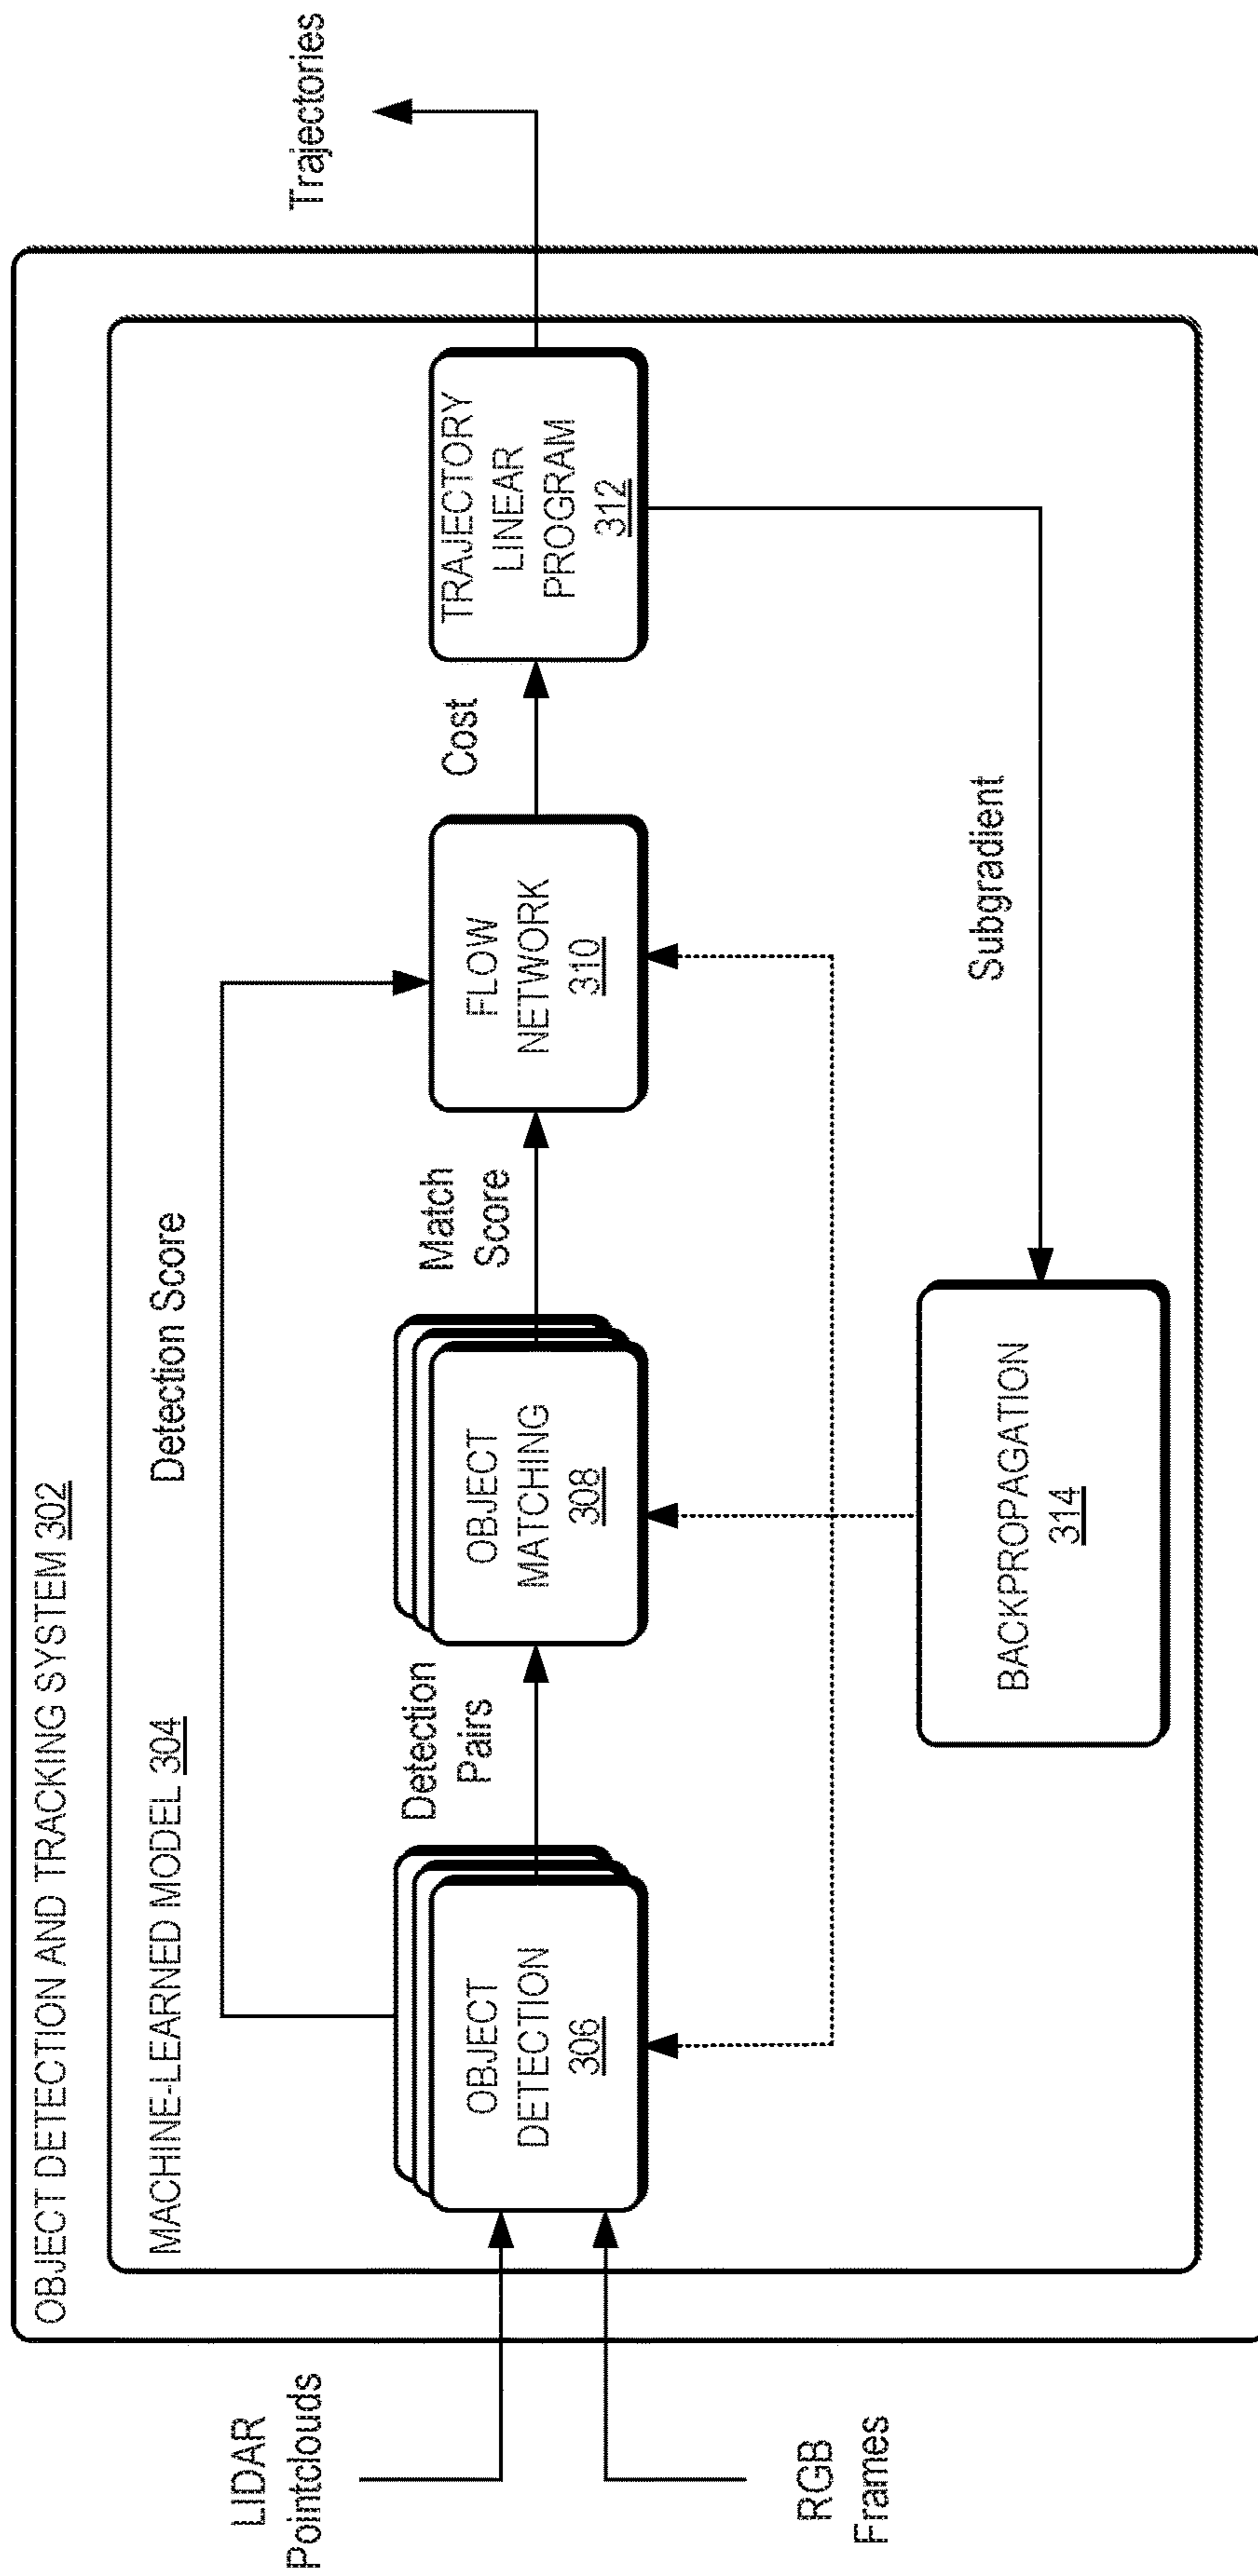 OBJECT DETECTION AND TRACKING SYSTEM 302
MACHINE-LEARNED MODEL 304
Detection Score
LIDAR
Pointclouds
RGB
Frames
OBJECT
DETECTION
306
Detection
Pairs
OBJECT
MATCHING
308
Match
Score
FLOW
NETWORK
310
Cost
TRAJECTORY
LINEAR
PROGRAM
312
Trajectories
Subgradient
BACKPROPAGATION
314